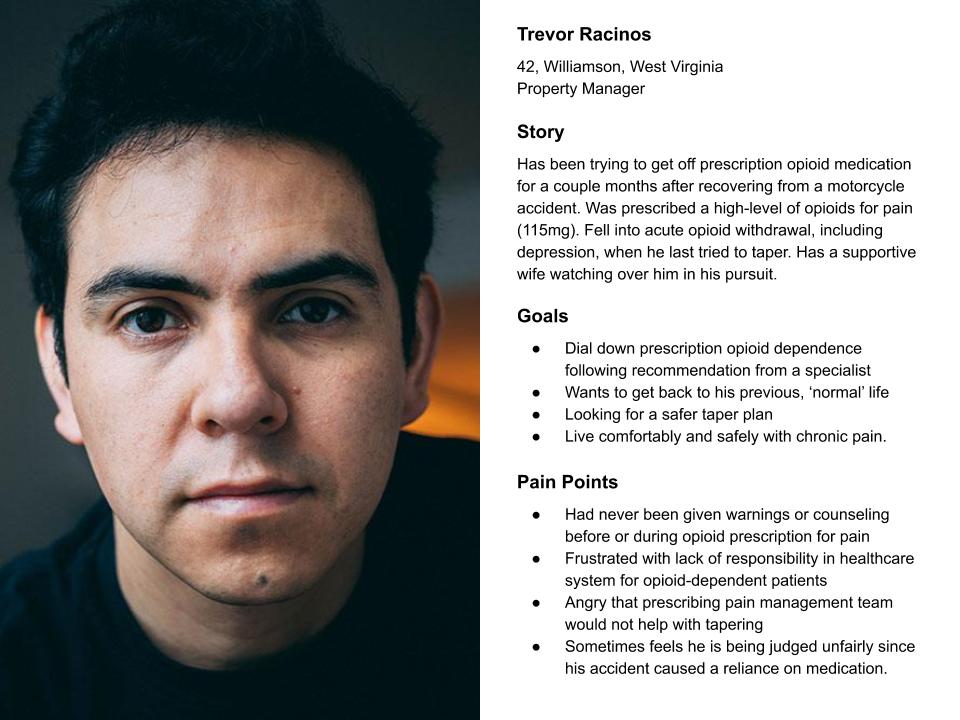 Trevor Racinos
42, Williamson, West Virginia
Property Manager
Story
Has been trying to get off prescription opioid medication
for a couple months after recovering from a motorcycle
accident. Was prescribed a high-level of opioids for pain
(115mg). Fell into acute opioid withdrawal, including
depression, when he last tried to taper. Has a supportive
wife watching over him in his pursuit.
Goals
● Dial down prescription opioid dependence
following recommendation from a specialist
● Wants to get back to his previous, ‘normal’ life
● Looking for a safer taper plan
● Live comfortably and safely with chronic pain.
Pain Points
● Had never been given warnings or counseling
before or during opioid prescription for pain
● Frustrated with lack of responsibility in healthcare
system for opioid-dependent patients
● Angry that prescribing pain management team
would not help with tapering
● Sometimes feels he is being judged unfairly since
his accident caused a reliance on medication.